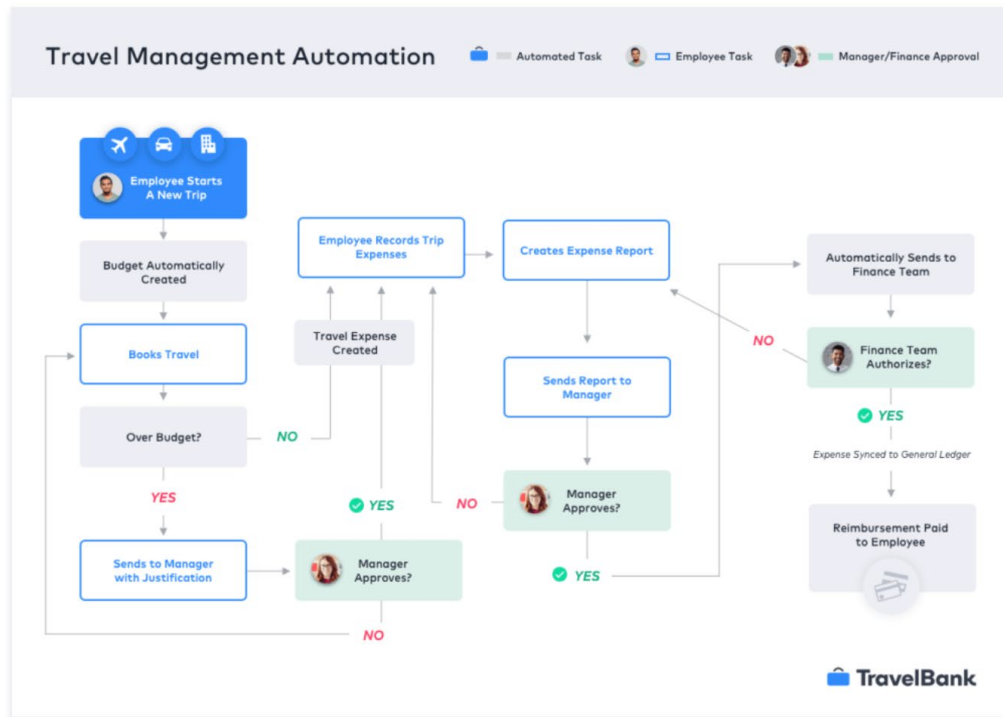 Travel Management Automation
Automated Task
Employee Task
Manager/Finance Approval
Employee Starts
A New Trip
Budget Automatically
Created
Books Travel
Over Budget?
NO
YES
Sends to Manager
with Justification
Manager
Approves?
NO
YES
Travel Expense
Created
Employee Records Trip
Expenses
Creates Expense Report
Sends Report to
Manager
Manager
Approves?
NO
YES
Automatically Sends to
Finance Team
Finance Team
Authorizes?
NO
YES
Expense Synced to General Ledger
Reimbursement Paid
to Employee
TravelBank